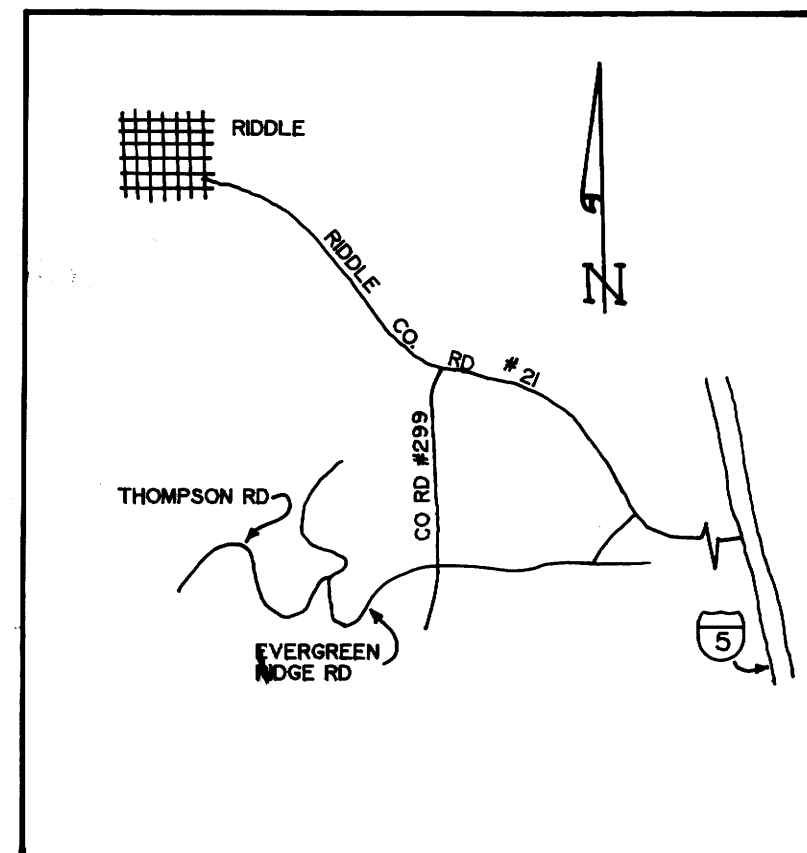 RIDDLE
N
RIDDLE CO. RD #21
CO RD #299
THOMPSON RD
EVERGREEN
RIDGE RD
5